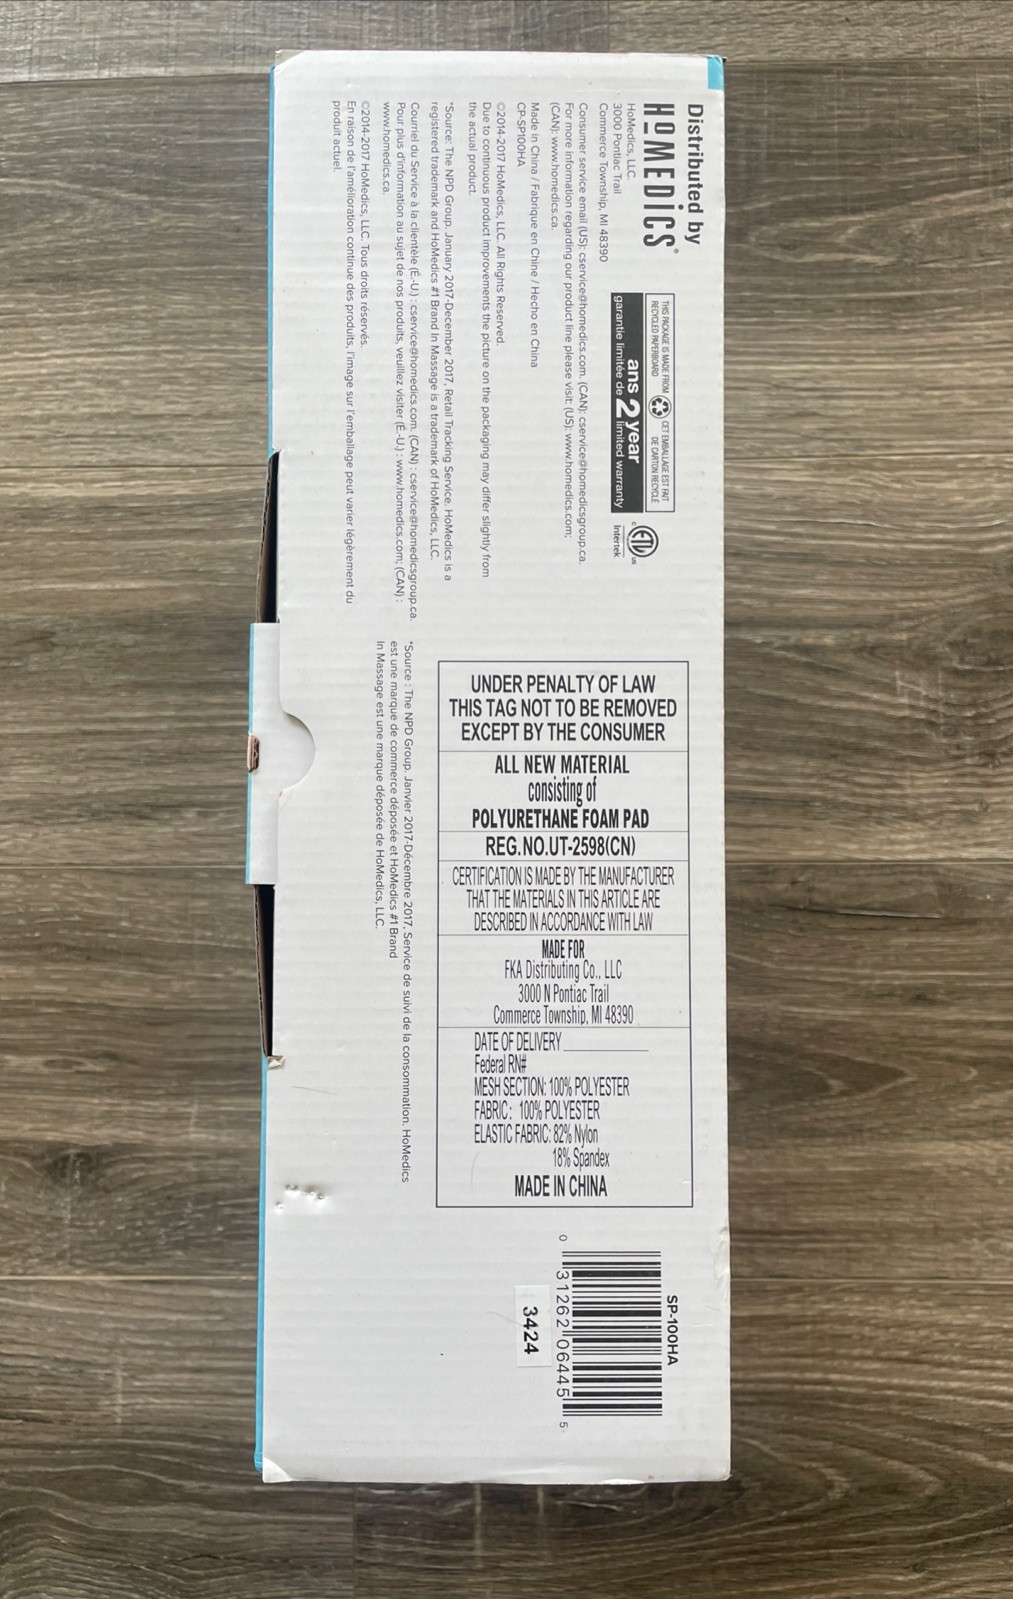 Distributed by
HoMEDiCS®
HoMedics, LLC.
3000 Pontiac Trail
Commerce Township, MI 48390
Consumer service email (US): cservice@homedics.com. (CAN): cservice@homedicsgroup.ca.
For more information regarding our product line please visit: (US): www.homedics.com;
(CAN): www.homedics.ca.
Made in China / Fabriqué en Chine / Hecho en China
CP-SP100HA
©2014-2017 HoMedics, LLC. All Rights Reserved.
Due to continuous product improvements the picture on the packaging may differ slightly from
the actual product.
*Source: The NPD Group. January 2017-December 2017, Retail Tracking Service. HoMedics is a
registered trademark and HoMedics #1 Brand In Massage is a trademark of HoMedics, LLC.
Courriel du Service à la clientèle (É.-U.) : cservice@homedics.com. (CAN) : cservice@homedicsgroup.ca.
Pour plus d'information au sujet de nos produits, veuillez visiter (É.-U.) : www.homedics.com; (CAN) :
www.homedics.ca.
©2014-2017 HoMedics, LLC. Tous droits réservés.
En raison de l'amélioration continue des produits, l'image sur l'emballage peut varier légèrement du
produit actuel.
THIS PACKAGE IS MADE FROM
RECYCLED PAPERBOARD
CET EMBALLAGE EST FAIT
DE CARTON RECYCLÉ
ans 2 year
garantie limitée de limited warranty
c ETL us
Intertek
*Source : The NPD Group. Janvier 2017-Décembre 2017, Service de suivi de la consommation. HoMedics
est une marque de commerce déposée et HoMedics #1 Brand
In Massage est une marque déposée de HoMedics, LLC.
UNDER PENALTY OF LAW
THIS TAG NOT TO BE REMOVED
EXCEPT BY THE CONSUMER
ALL NEW MATERIAL
consisting of
POLYURETHANE FOAM PAD
REG.NO.UT-2598(CN)
CERTIFICATION IS MADE BY THE MANUFACTURER
THAT THE MATERIALS IN THIS ARTICLE ARE
DESCRIBED IN ACCORDANCE WITH LAW
MADE FOR
FKA Distributing Co., LLC
3000 N Pontiac Trail
Commerce Township, MI 48390
DATE OF DELIVERY
Federal RN#
MESH SECTION: 100% POLYESTER
FABRIC: 100% POLYESTER
ELASTIC FABRIC: 82% Nylon
18% Spandex
MADE IN CHINA
SP-100HA
0 31262 06445 5
3424